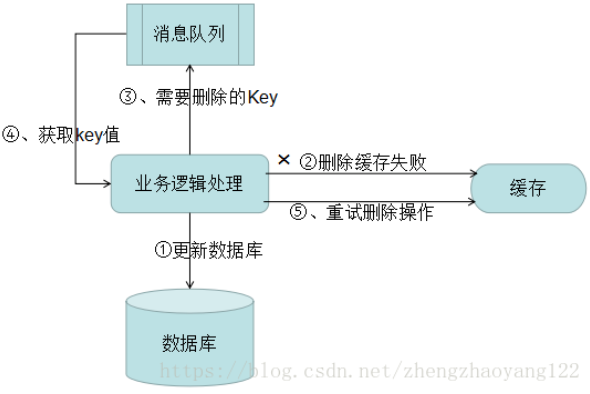 消息队列
③、需要删除的Key
④、获取key值
②删除缓存失败
业务逻辑处理
缓存
⑤、重试删除操作
①更新数据库
数据库
https://blog.csdn.net/zhengzhaoyang122